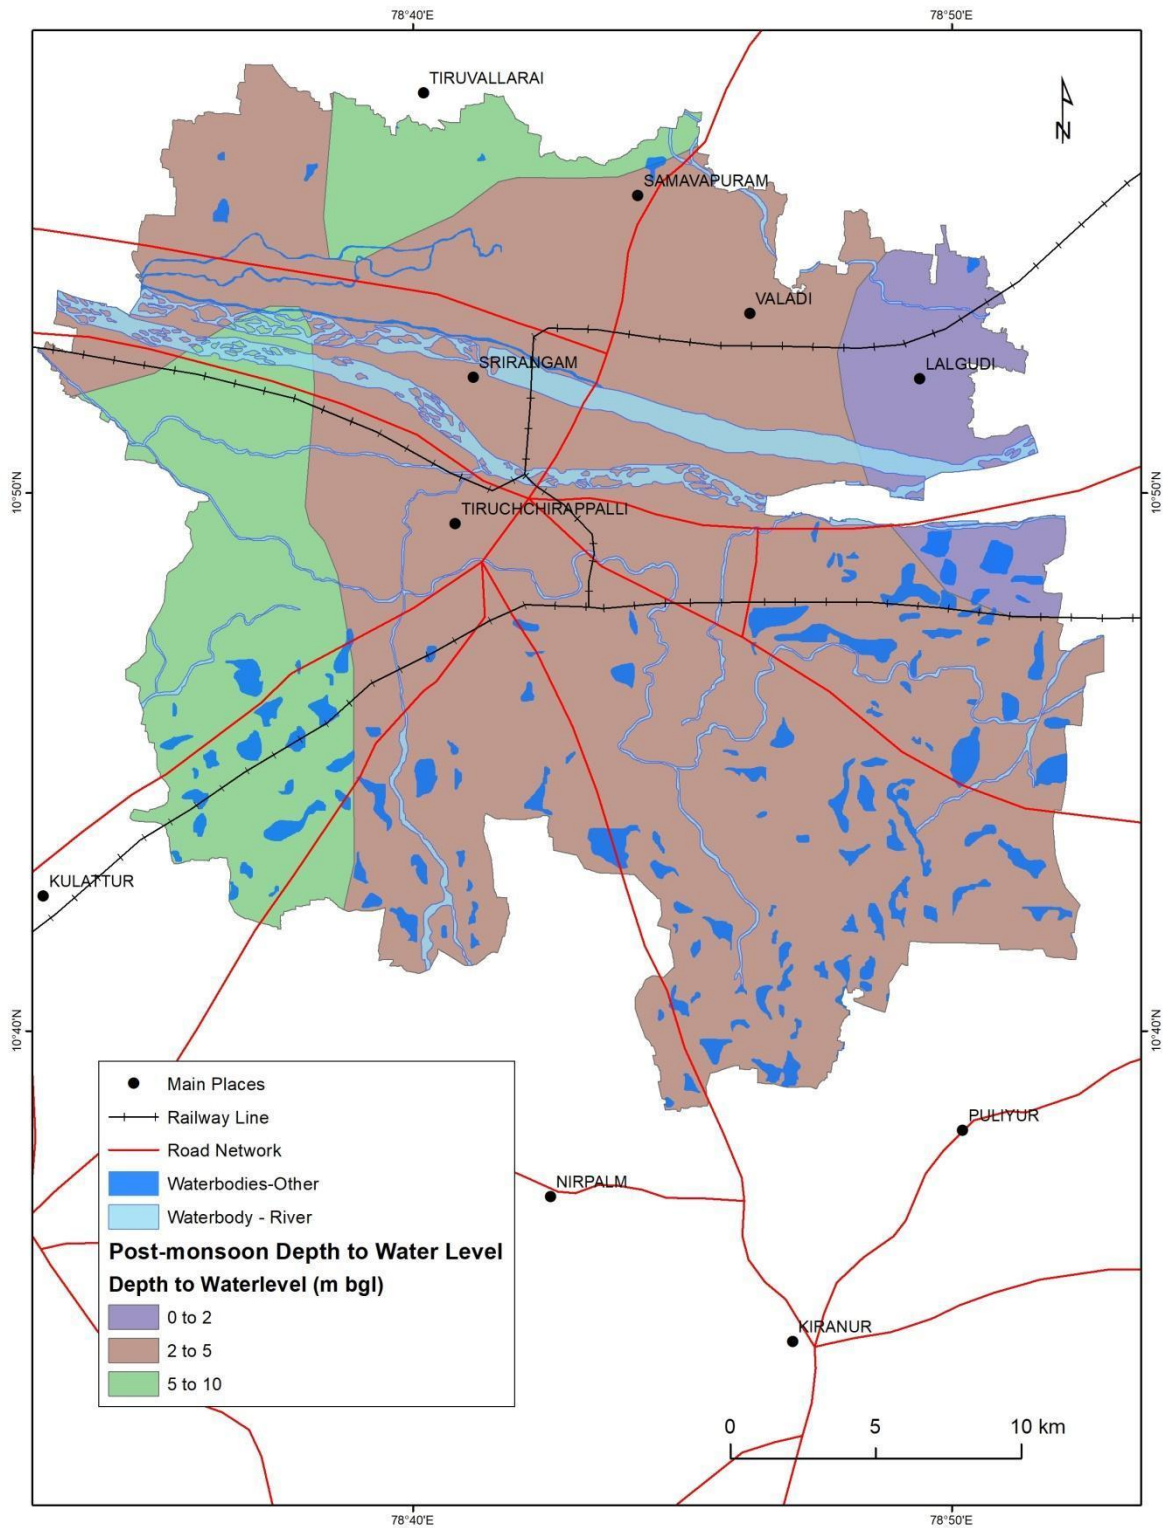 78°40'E
78°50'E
TIRUVALLARAI
N
SAMAVAPURAM
VALADI
SRIRANGAM
LALGUDI
10°50'N
10°50'N
TIRUCHCHIRAPPALLI
KULATTUR
10°40'N
10°40'N
Main Places
Railway Line
Road Network
Waterbodies-Other
Waterbody - River
Post-monsoon Depth to Water Level
Depth to Waterlevel (m bgl)
0 to 2
2 to 5
5 to 10
PULIYUR
NIRPALM
KIRANUR
0 5 10 km
78°40'E
78°50'E